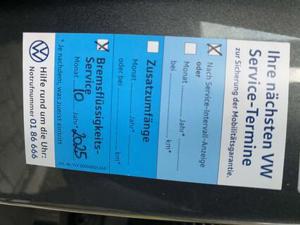 Ihre nächsten VW
Service-Termine
zur Sicherung der Mobilitätsgarantie.
☒ Nach Service-Intervall-Anzeige
oder
Monat Jahr*
bei km*
☐ Zusatzumfänge
Monat Jahr*
oder bei km*
☒ Bremsflüssigkeits-
Service
Monat 10 Jahr 2025
* Je nachdem, was zuerst eintritt
Hilfe rund um die Uhr:
Notrufnummer 01 86 666